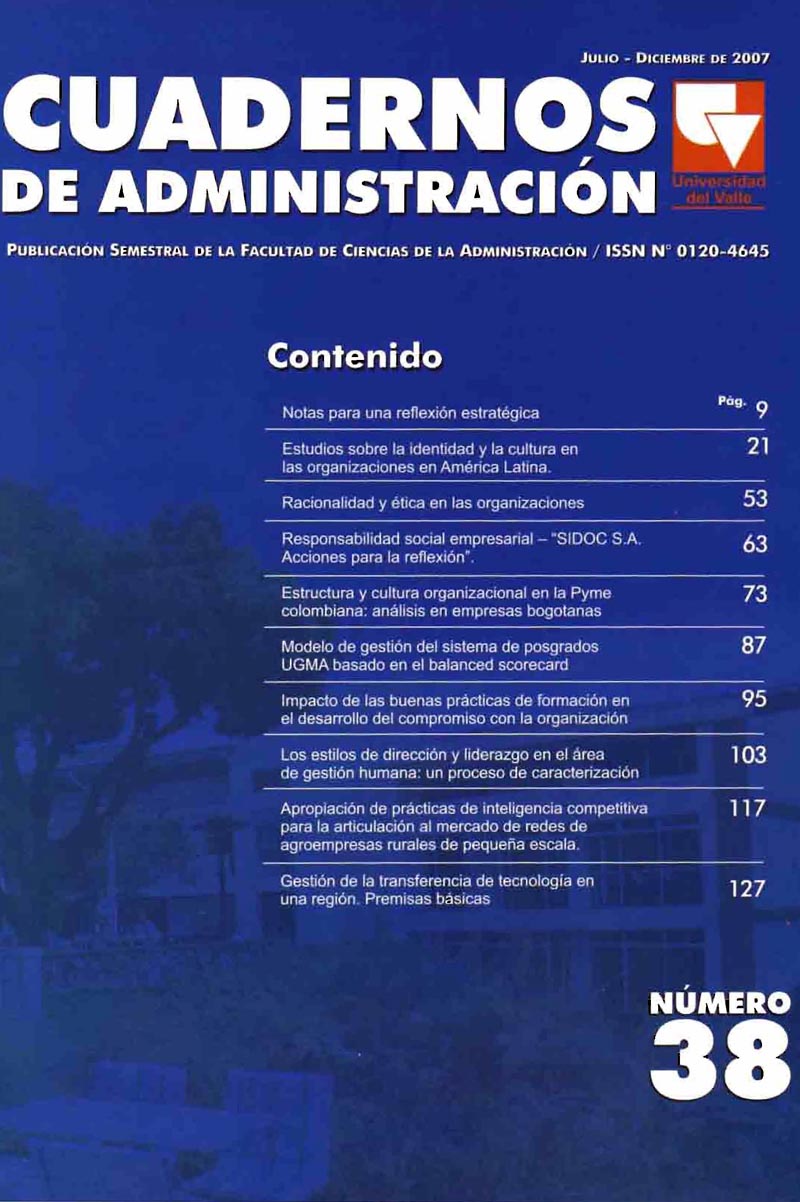 JULIO - DICIEMBRE DE 2007
CUADERNOS
DE ADMINISTRACIÓN
Universidad
del Valle
PUBLICACIÓN SEMESTRAL DE LA FACULTAD DE CIENCIAS DE LA ADMINISTRACIÓN / ISSN N° 0120-4645
Contenido
Pág.
Notas para una reflexión estratégica 9
Estudios sobre la identidad y la cultura en 21
las organizaciones en América Latina.
Racionalidad y ética en las organizaciones 53
Responsabilidad social empresarial – "SIDOC S.A. 63
Acciones para la reflexión".
Estructura y cultura organizacional en la Pyme 73
colombiana: análisis en empresas bogotanas
Modelo de gestión del sistema de posgrados 87
UGMA basado en el balanced scorecard
Impacto de las buenas prácticas de formación en 95
el desarrollo del compromiso con la organización
Los estilos de dirección y liderazgo en el área 103
de gestión humana: un proceso de caracterización
Apropiación de prácticas de inteligencia competitiva 117
para la articulación al mercado de redes de
agroempresas rurales de pequeña escala.
Gestión de la transferencia de tecnología en 127
una región. Premisas básicas
NÚMERO
38